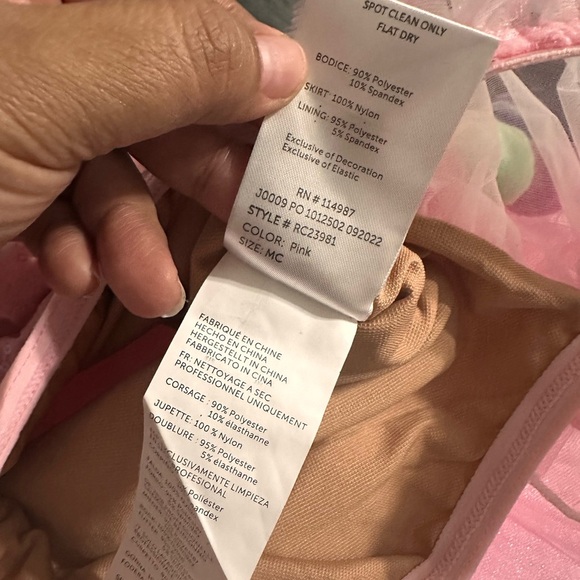 SPOT CLEAN ONLY
FLAT DRY
BODICE: 90% Polyester
10% Spandex
SKIRT: 100% Nylon
LINING: 95% Polyester
5% Spandex
Exclusive of Decoration
Exclusive of Elastic
RN # 114987
J0009 PO 1012502 092022
STYLE # RC23981
COLOR: Pink
SIZE: MC
FABRIQUÉ EN CHINE
HECHO EN CHINA
HERGESTELLT IN CHINA
FABBRICATO IN CINA
FR: NETTOYAGE A SEC
PROFESSIONNEL UNIQUEMENT
CORSAGE: 90% Polyester
10% élasthanne
JUPETTE: 100% Nylon
DOUBLURE: 95% Polyester
5% élasthanne
EXCLUSIVAMENTE LIMPIEZA
PROFESIONAL
Poliéster
Spandex